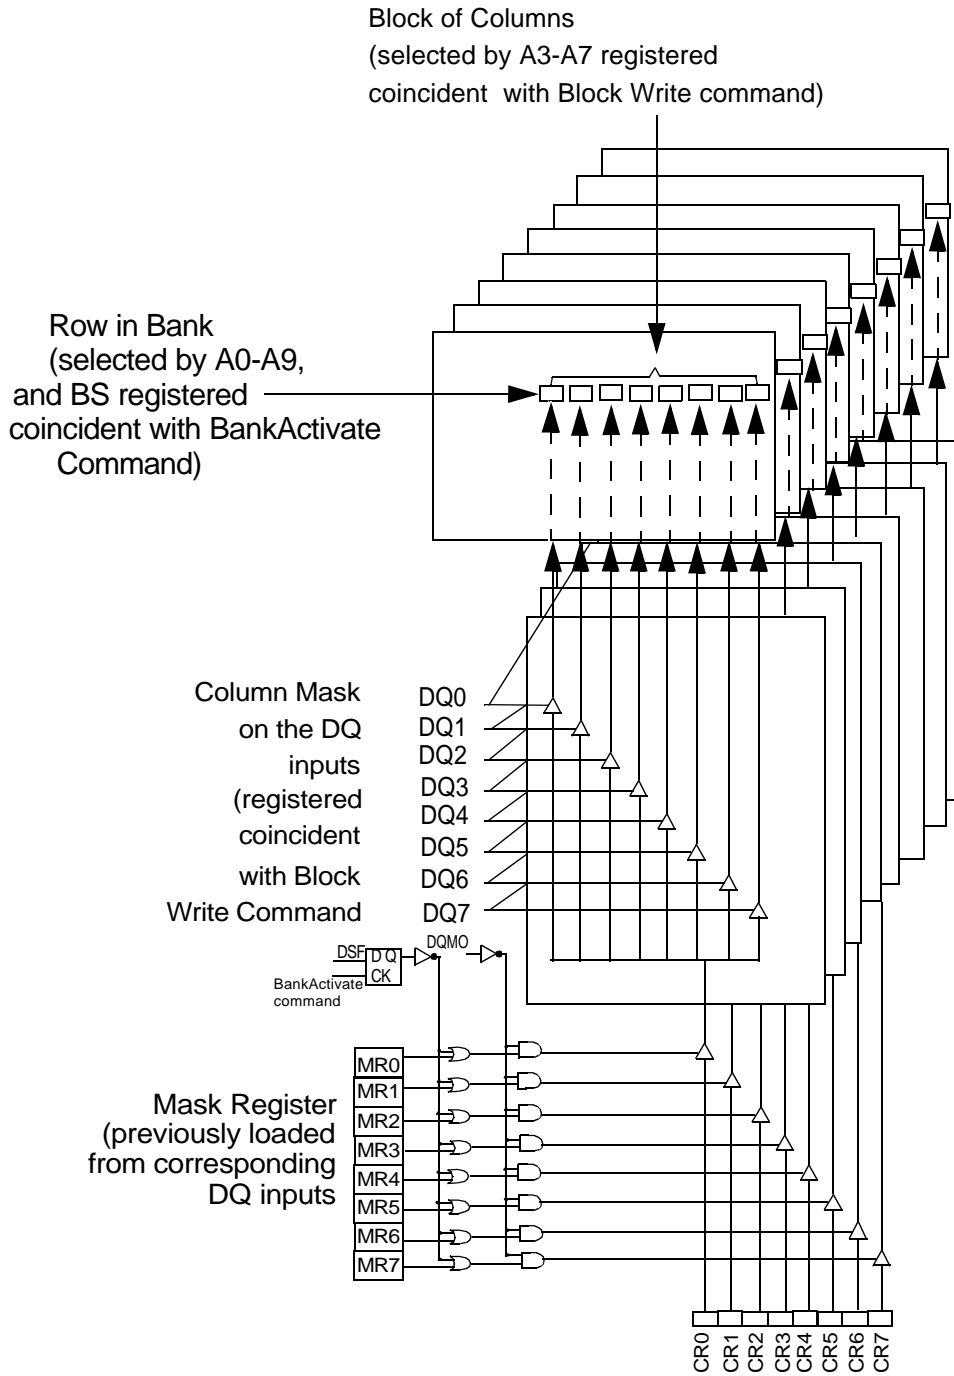 Block of Columns
(selected by A3-A7 registered
coincident with Block Write command)
Row in Bank
(selected by A0-A9,
and BS registered
coincident with BankActivate
Command)
Column Mask
on the DQ
inputs
(registered
coincident
with Block
Write Command
DQ0
DQ1
DQ2
DQ3
DQ4
DQ5
DQ6
DQ7
DSF
D Q
CK
DQMO
BankActivate
command
MR0
MR1
MR2
MR3
MR4
MR5
MR6
MR7
Mask Register
(previously loaded
from corresponding
DQ inputs
CR0
CR1
CR2
CR3
CR4
CR5
CR6
CR7